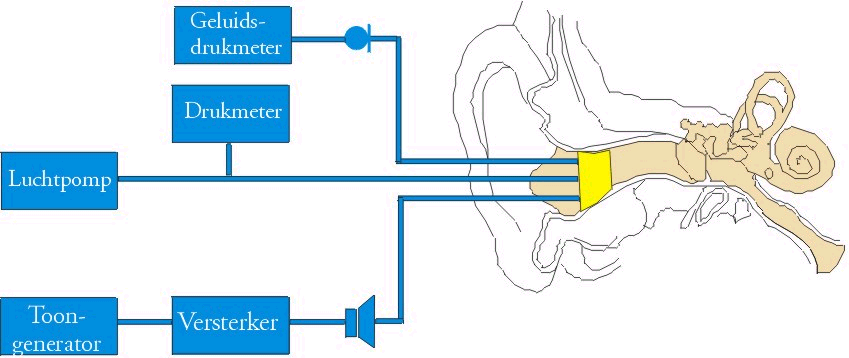 Geluids-
drukmeter
Drukmeter
Luchtpomp
Toon-
generator
Versterker